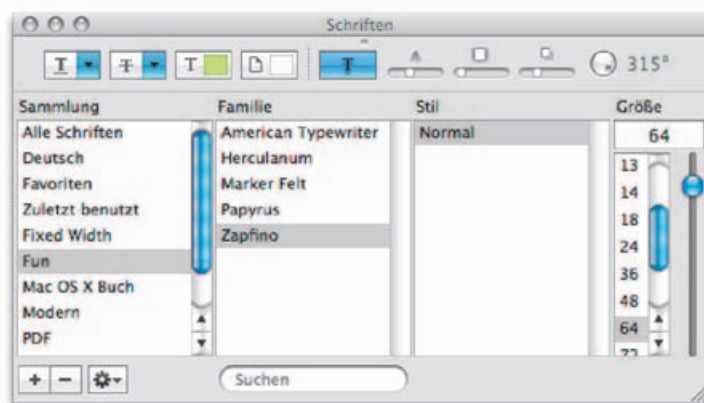 Schriften
T T T T 315°
Sammlung Familie Stil Größe
Alle Schriften
Deutsch
Favoriten
Zuletzt benutzt
Fixed Width
Fun
Mac OS X Buch
Modern
PDF
American Typewriter
Herculanum
Marker Felt
Papyrus
Zapfino
Normal
64
13
14
18
24
36
48
64
72
Suchen